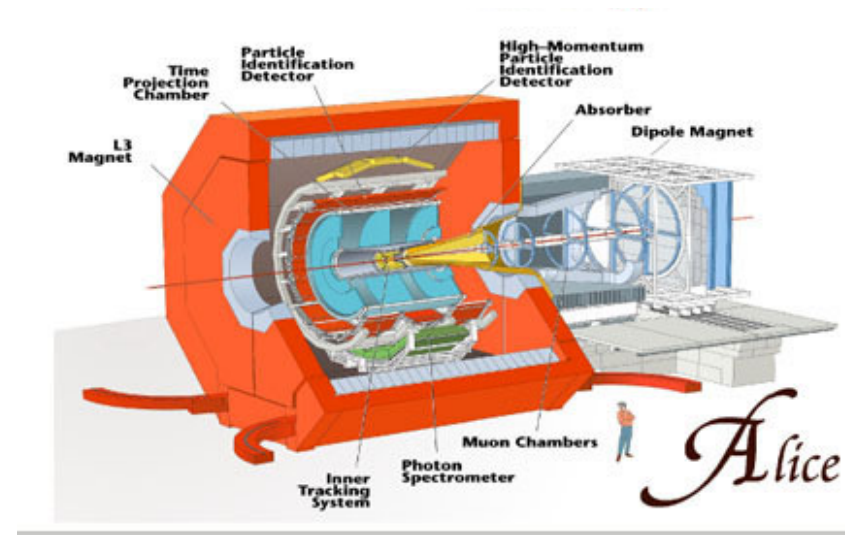 Particle
Identification
Detector
High–Momentum
Particle
Identification
Detector
Time
Projection
Chamber
Absorber
Dipole Magnet
L3
Magnet
Muon Chambers
Photon
Spectrometer
Inner
Tracking
System
Alice